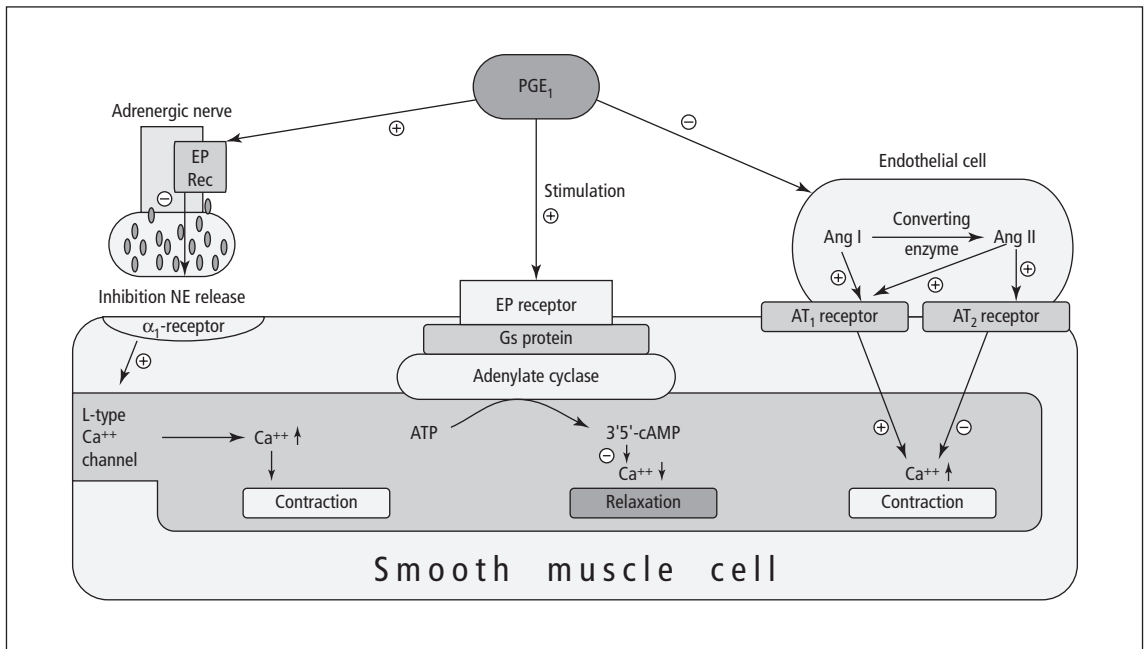 PGE₁
Adrenergic nerve
⊕
⊖
EP
Rec
Endothelial cell
⊖
Stimulation
⊕
Converting
Ang I
Ang II
enzyme
⊕
⊕
⊕
Inhibition NE release
EP receptor
α₁-receptor
AT₁ receptor
AT₂ receptor
Gs protein
⊕
Adenylate cyclase
L-type
Ca⁺⁺
channel
Ca⁺⁺
ATP
3'5'-cAMP
⊕
⊖
⊖
Ca⁺⁺
Ca⁺⁺
Contraction
Relaxation
Contraction
Smooth muscle cell